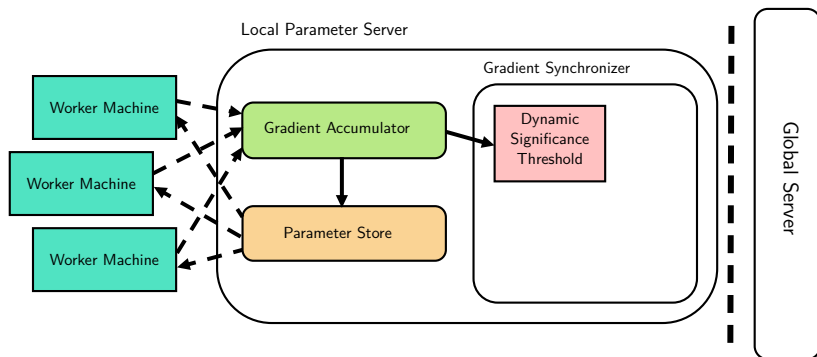 Local Parameter Server
Gradient Synchronizer
Worker Machine
Gradient Accumulator
Dynamic
Significance
Threshold
Worker Machine
Parameter Store
Worker Machine
Global Server